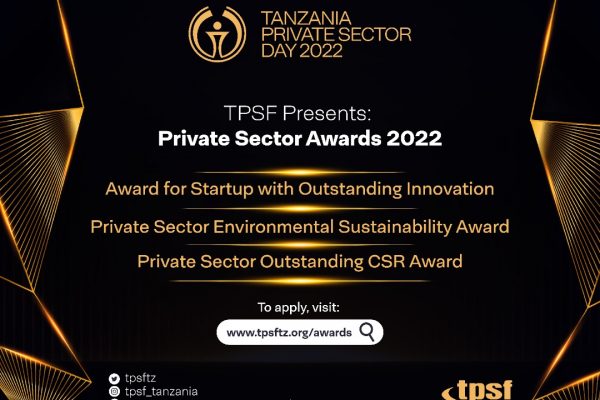 TANZANIA
PRIVATE SECTOR
DAY 2022
TPSF Presents:
Private Sector Awards 2022
Award for Startup with Outstanding Innovation
Private Sector Environmental Sustainability Award
Private Sector Outstanding CSR Award
To apply, visit:
www.tpsftz.org/awards
tpsftz
tpsf_tanzania
tpsf